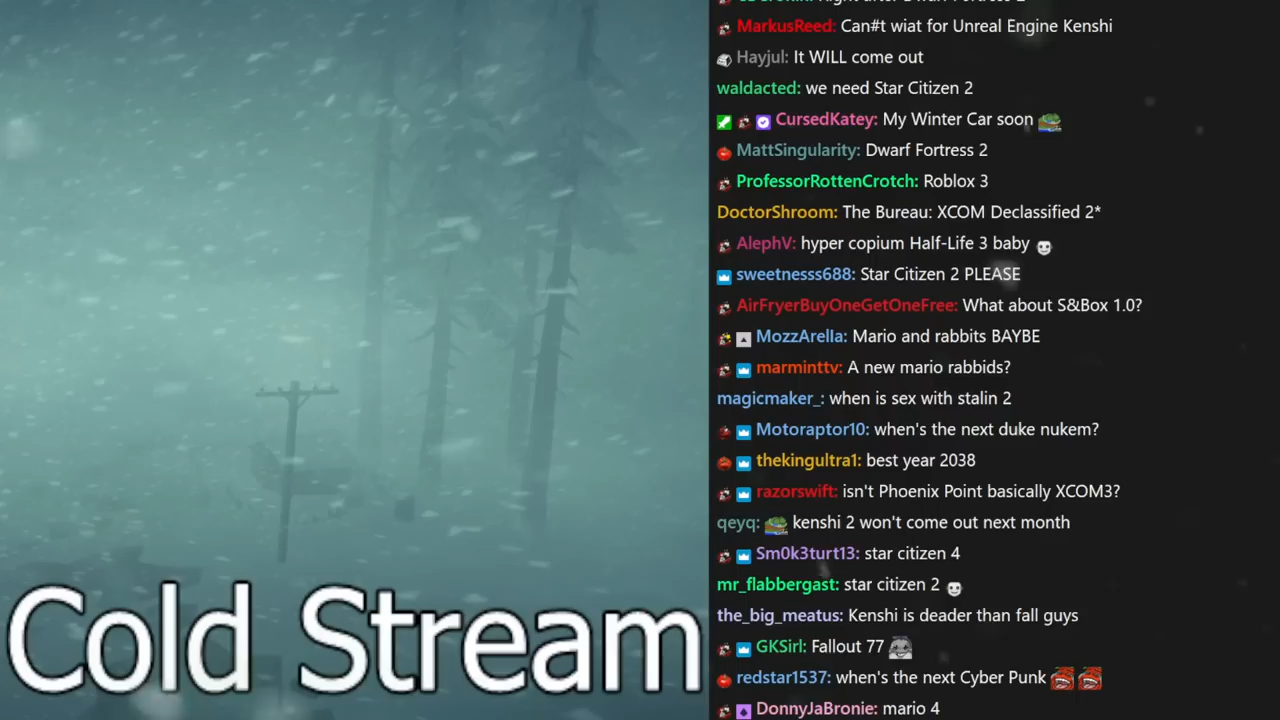 MarkusReed: Can#t wiat for Unreal Engine Kenshi
Hayjul: It WILL come out
waldacted: we need Star Citizen 2
CursedKatey: My Winter Car soon
MattSingularity: Dwarf Fortress 2
ProfessorRottenCrotch: Roblox 3
DoctorShroom: The Bureau: XCOM Declassified 2*
AlephV: hyper copium Half-Life 3 baby
sweetnesss688: Star Citizen 2 PLEASE
AirFryerBuyOneGetOneFree: What about S&Box 1.0?
MozzArella: Mario and rabbits BAYBE
marminttv: A new mario rabbids?
magicmaker_: when is sex with stalin 2
Motoraptor10: when's the next duke nukem?
thekingultra1: best year 2038
razorswift: isn't Phoenix Point basically XCOM3?
qeyq: kenshi 2 won't come out next month
Sm0k3turt13: star citizen 4
mr_flabbergast: star citizen 2
the_big_meatus: Kenshi is deader than fall guys
GKSirl: Fallout 77
redstar1537: when's the next Cyber Punk
DonnyJaBronie: mario 4
Cold Stream